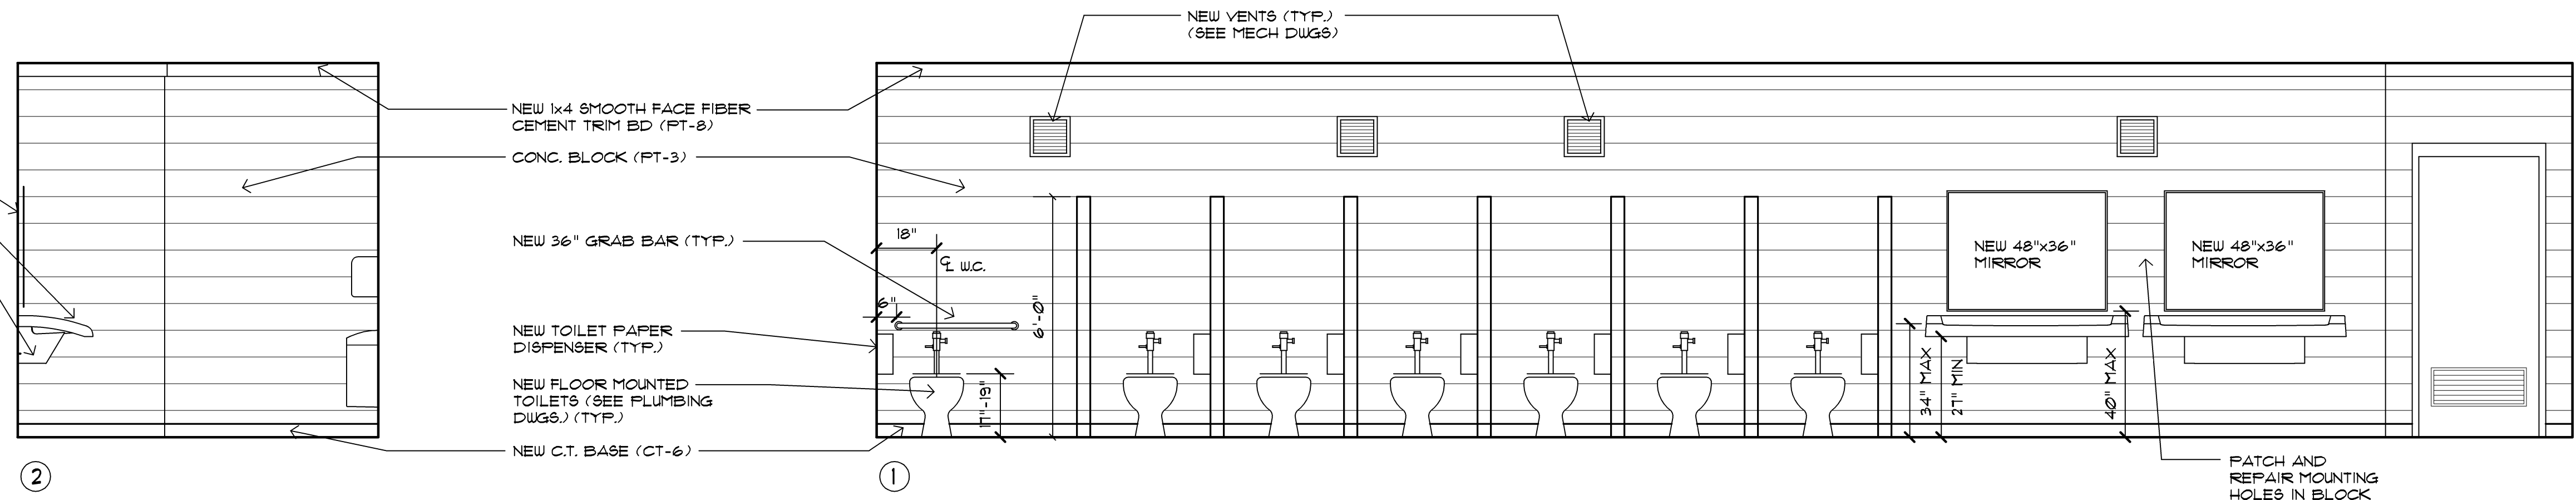 NEW VENTS (TYP.)
(SEE MECH DWGS)
NEW 1x4 SMOOTH FACE FIBER
CEMENT TRIM BD (PT-8)
CONC. BLOCK (PT-3)
NEW 36" GRAB BAR (TYP.)
NEW TOILET PAPER
DISPENSER (TYP.)
NEW FLOOR MOUNTED
TOILETS (SEE PLUMBING
DWGS.) (TYP.)
NEW C.T. BASE (CT-6)
18"
℄ W.C.
6"
6'-0"
17"-19"
NEW 48"x36"
MIRROR
NEW 48"x36"
MIRROR
34" MAX
27" MIN
40" MAX
PATCH AND
REPAIR MOUNTING
HOLES IN BLOCK
2
1